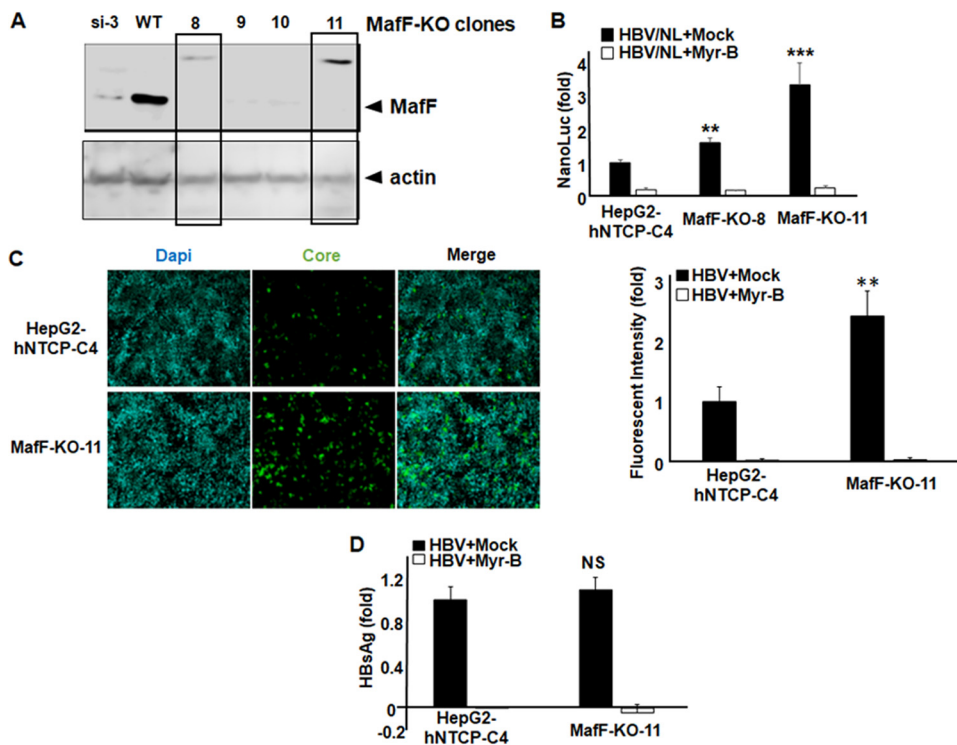 A
si-3 WT 8 9 10 11 MafF-KO clones
MafF
actin
B
HBV/NL+Mock
HBV/NL+Myr-B
NanoLuc (fold)
4
3
2
1
0
**
***
HepG2-
hNTCP-C4
MafF-KO-8
MafF-KO-11
C
Dapi Core Merge
HepG2-
hNTCP-C4
MafF-KO-11
HBV+Mock
HBV+Myr-B
Fluorescent Intensity (fold)
3
2
1
0
**
HepG2-
hNTCP-C4
MafF-KO-11
D
HBV+Mock
HBV+Myr-B
HBsAg (fold)
1.2
0.8
0.4
0
-0.2
NS
HepG2-
hNTCP-C4
MafF-KO-11